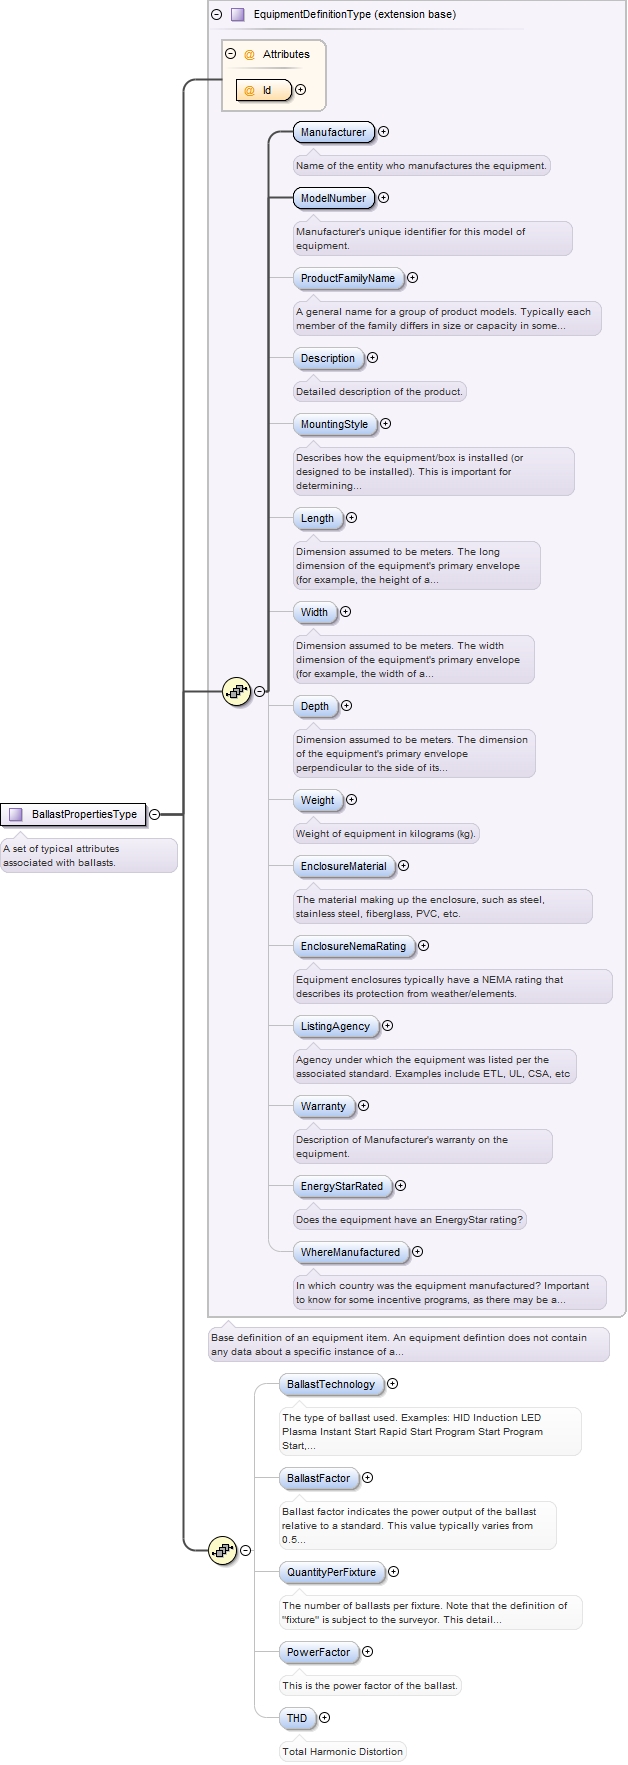 EquipmentDefinitionType (extension base)
@ Attributes
@ Id
Manufacturer
Name of the entity who manufactures the equipment.
ModelNumber
Manufacturer's unique identifier for this model of
equipment.
ProductFamilyName
A general name for a group of product models. Typically each
member of the family differs in size or capacity in some...
Description
Detailed description of the product.
MountingStyle
Describes how the equipment/box is installed (or
designed to be installed). This is important for
determining...
Length
Dimension assumed to be meters. The long
dimension of the equipment's primary envelope
(for example, the height of a...
Width
Dimension assumed to be meters. The width
dimension of the equipment's primary envelope
(for example, the width of a...
Depth
Dimension assumed to be meters. The dimension
of the equipment's primary envelope
perpendicular to the side of its...
Weight
Weight of equipment in kilograms (kg).
BallastPropertiesType
A set of typical attributes
associated with ballasts.
EnclosureMaterial
The material making up the enclosure, such as steel,
stainless steel, fiberglass, PVC, etc.
EnclosureNemaRating
Equipment enclosures typically have a NEMA rating that
describes its protection from weather/elements.
ListingAgency
Agency under which the equipment was listed per the
associated standard. Examples include ETL, UL, CSA, etc
Warranty
Description of Manufacturer's warranty on the
equipment.
EnergyStarRated
Does the equipment have an EnergyStar rating?
WhereManufactured
In which country was the equipment manufactured? Important
to know for some incentive programs, as there may be a...
Base definition of an equipment item. An equipment defintion does not contain
any data about a specific instance of a...
BallastTechnology
The type of ballast used. Examples: HID Induction LED
Plasma Instant Start Rapid Start Program Start Program
Start,...
BallastFactor
Ballast factor indicates the power output of the ballast
relative to a standard. This value typically varies from
0.5...
QuantityPerFixture
The number of ballasts per fixture. Note that the definition of
"fixture" is subject to the surveyor. This detail...
PowerFactor
This is the power factor of the ballast.
THD
Total Harmonic Distortion